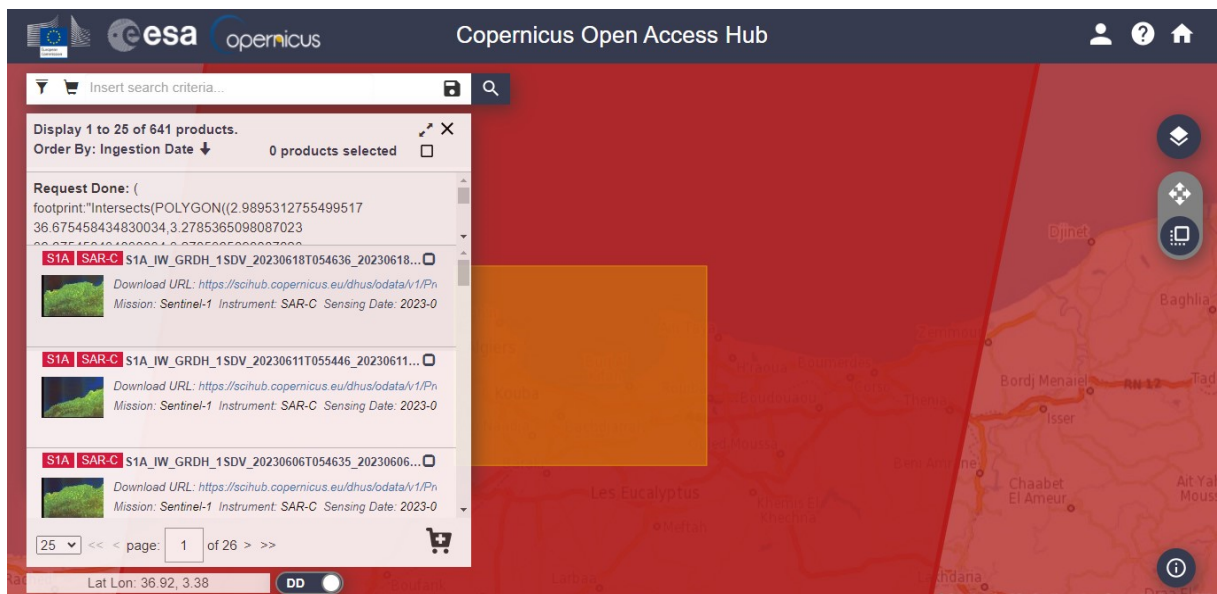 esa
opernicus
Copernicus Open Access Hub
Insert search criteria...
Display 1 to 25 of 641 products.
Order By: Ingestion Date
0 products selected
Request Done: (
footprint:"Intersects(POLYGON((2.9895312755499517
36.675458434830034,3.2785365098087023
S1A SAR-C S1A_IW_GRDH_1SDV_20230618T054636_20230618...
Download URL: https://scihub.copernicus.eu/dhus/odata/v1/Pr
Mission: Sentinel-1 Instrument: SAR-C Sensing Date: 2023-0
S1A SAR-C S1A_IW_GRDH_1SDV_20230611T055446_20230611...
Download URL: https://scihub.copernicus.eu/dhus/odata/v1/Pr
Mission: Sentinel-1 Instrument: SAR-C Sensing Date: 2023-0
S1A SAR-C S1A_IW_GRDH_1SDV_20230606T054635_20230606...
Download URL: https://scihub.copernicus.eu/dhus/odata/v1/Pr
Mission: Sentinel-1 Instrument: SAR-C Sensing Date: 2023-0
25 << < page: 1 of 26 > >>
Lat Lon: 36.92, 3.38
DD
Djinet
Baghlia
Zemmouri
Bordj Menaiel
RN 12
Isser
Thenia
Kouba
Les Eucalyptus
Khemis El
Khechna
Meftah
Chaabet
El Ameur